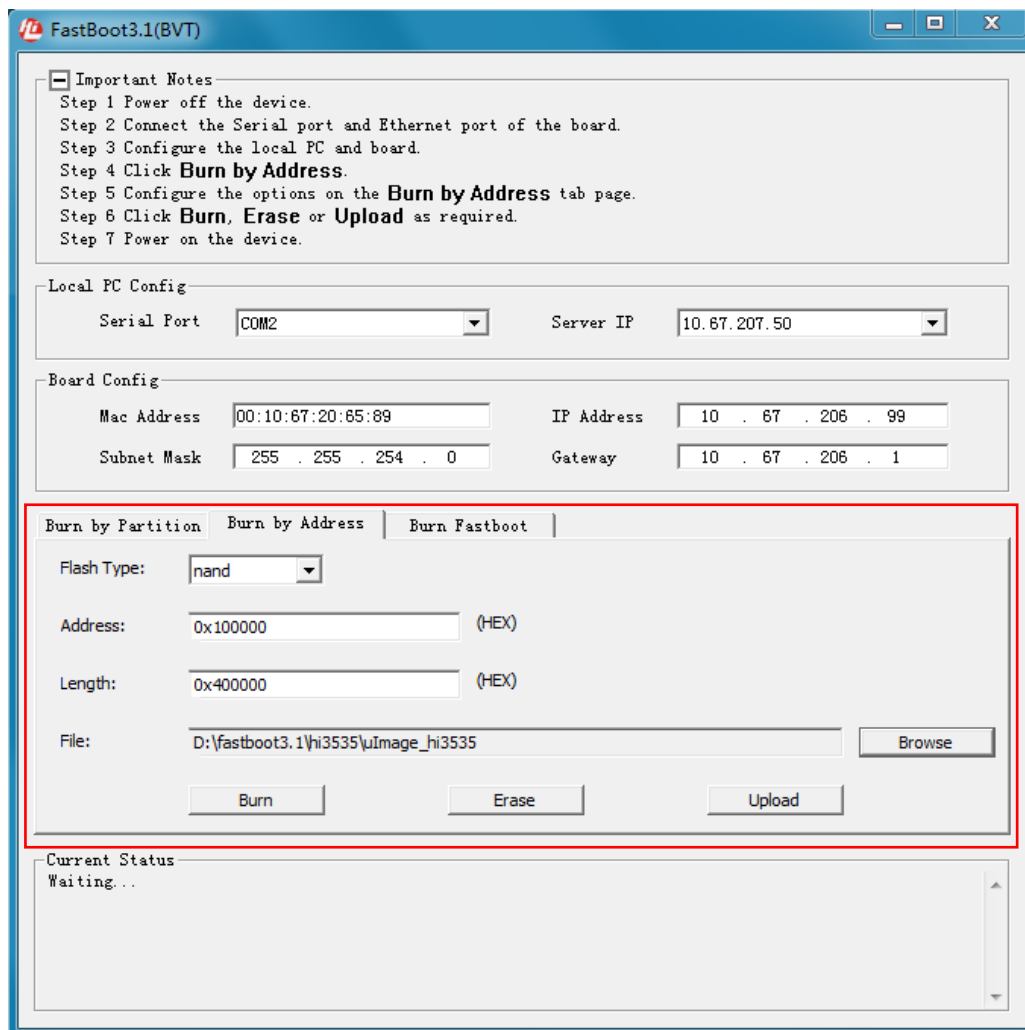 FastBoot3.1(BVT)
Important Notes
Step 1 Power off the device.
Step 2 Connect the Serial port and Ethernet port of the board.
Step 3 Configure the local PC and board.
Step 4 Click Burn by Address.
Step 5 Configure the options on the Burn by Address tab page.
Step 6 Click Burn, Erase or Upload as required.
Step 7 Power on the device.
Local PC Config
Serial Port COM2 Server IP 10.67.207.50
Board Config
Mac Address 00:10:67:20:65:89 IP Address 10 . 67 . 206 . 99
Subnet Mask 255 . 255 . 254 . 0 Gateway 10 . 67 . 206 . 1
Burn by Partition Burn by Address Burn Fastboot
Flash Type: nand
Address: 0x100000 (HEX)
Length: 0x400000 (HEX)
File: D:\fastboot3.1\hi3535\uImage_hi3535 Browse
Burn Erase Upload
Current Status
Waiting...